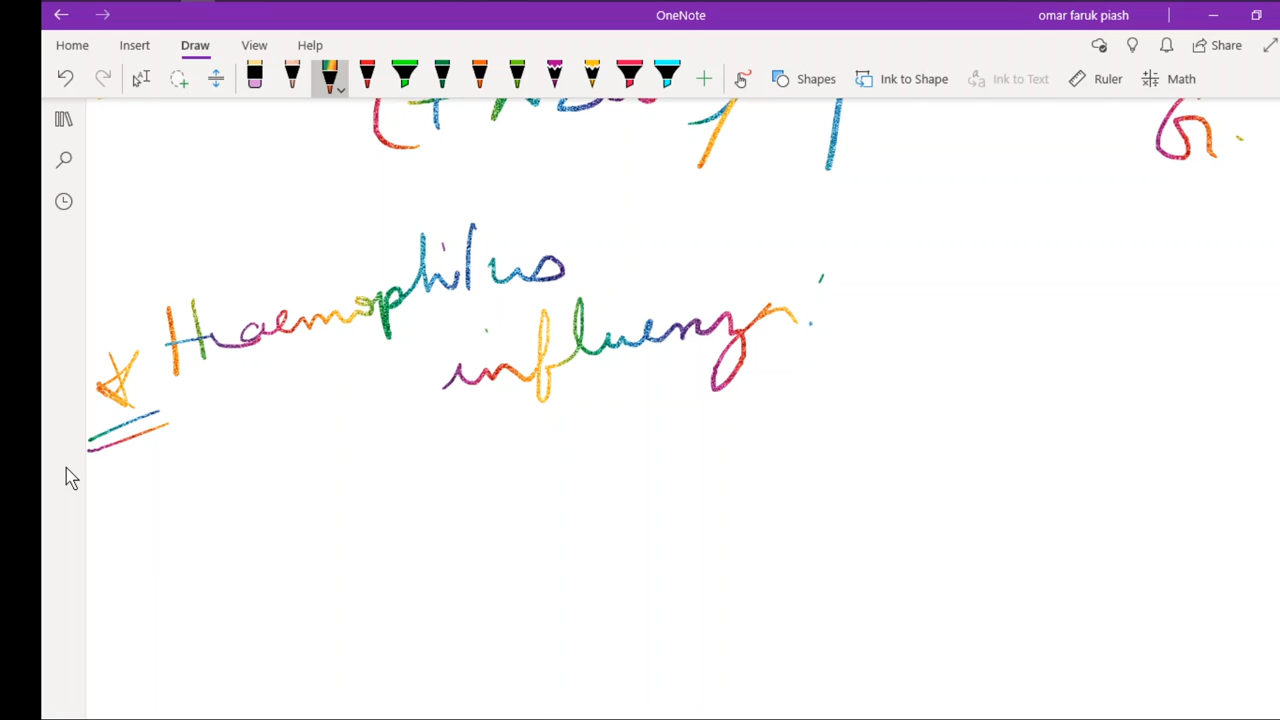 OneNote
omar faruk piash
Home Insert Draw View Help
Share
Shapes Ink to Shape Ink to Text Ruler Math
Haemophilus